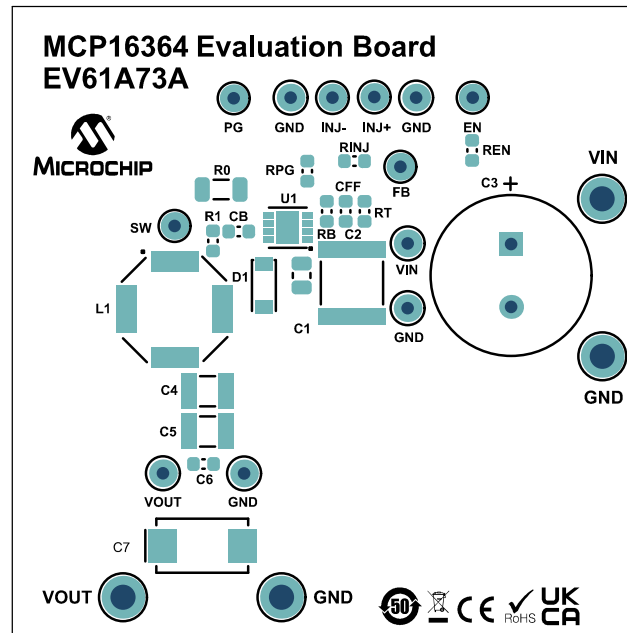 MCP16364 Evaluation Board
EV61A73A
PG GND INJ- INJ+ GND EN
MICROCHIP
RINJ
REN
VIN
RPG
R0
FB
C3 +
CFF
U1
RT
SW
R1 CB
RB C2
VIN
D1
L1
C1
GND
GND
C4
C5
C6
VOUT GND
C7
VOUT GND
50 CE RoHS UK
CA